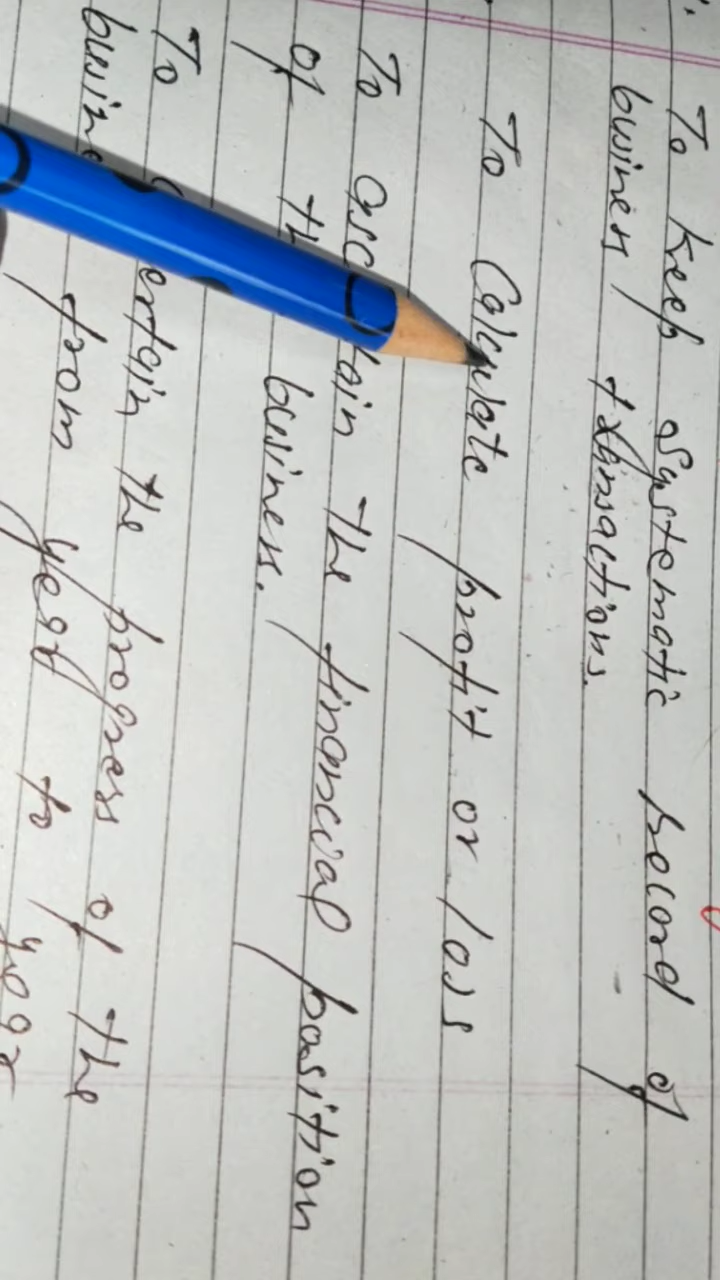 To keep systematic record of
business transactions.
To Calculate profit or loss
To ascertain the financial position
of the business.
To ascertain the progress of the
business from year to year